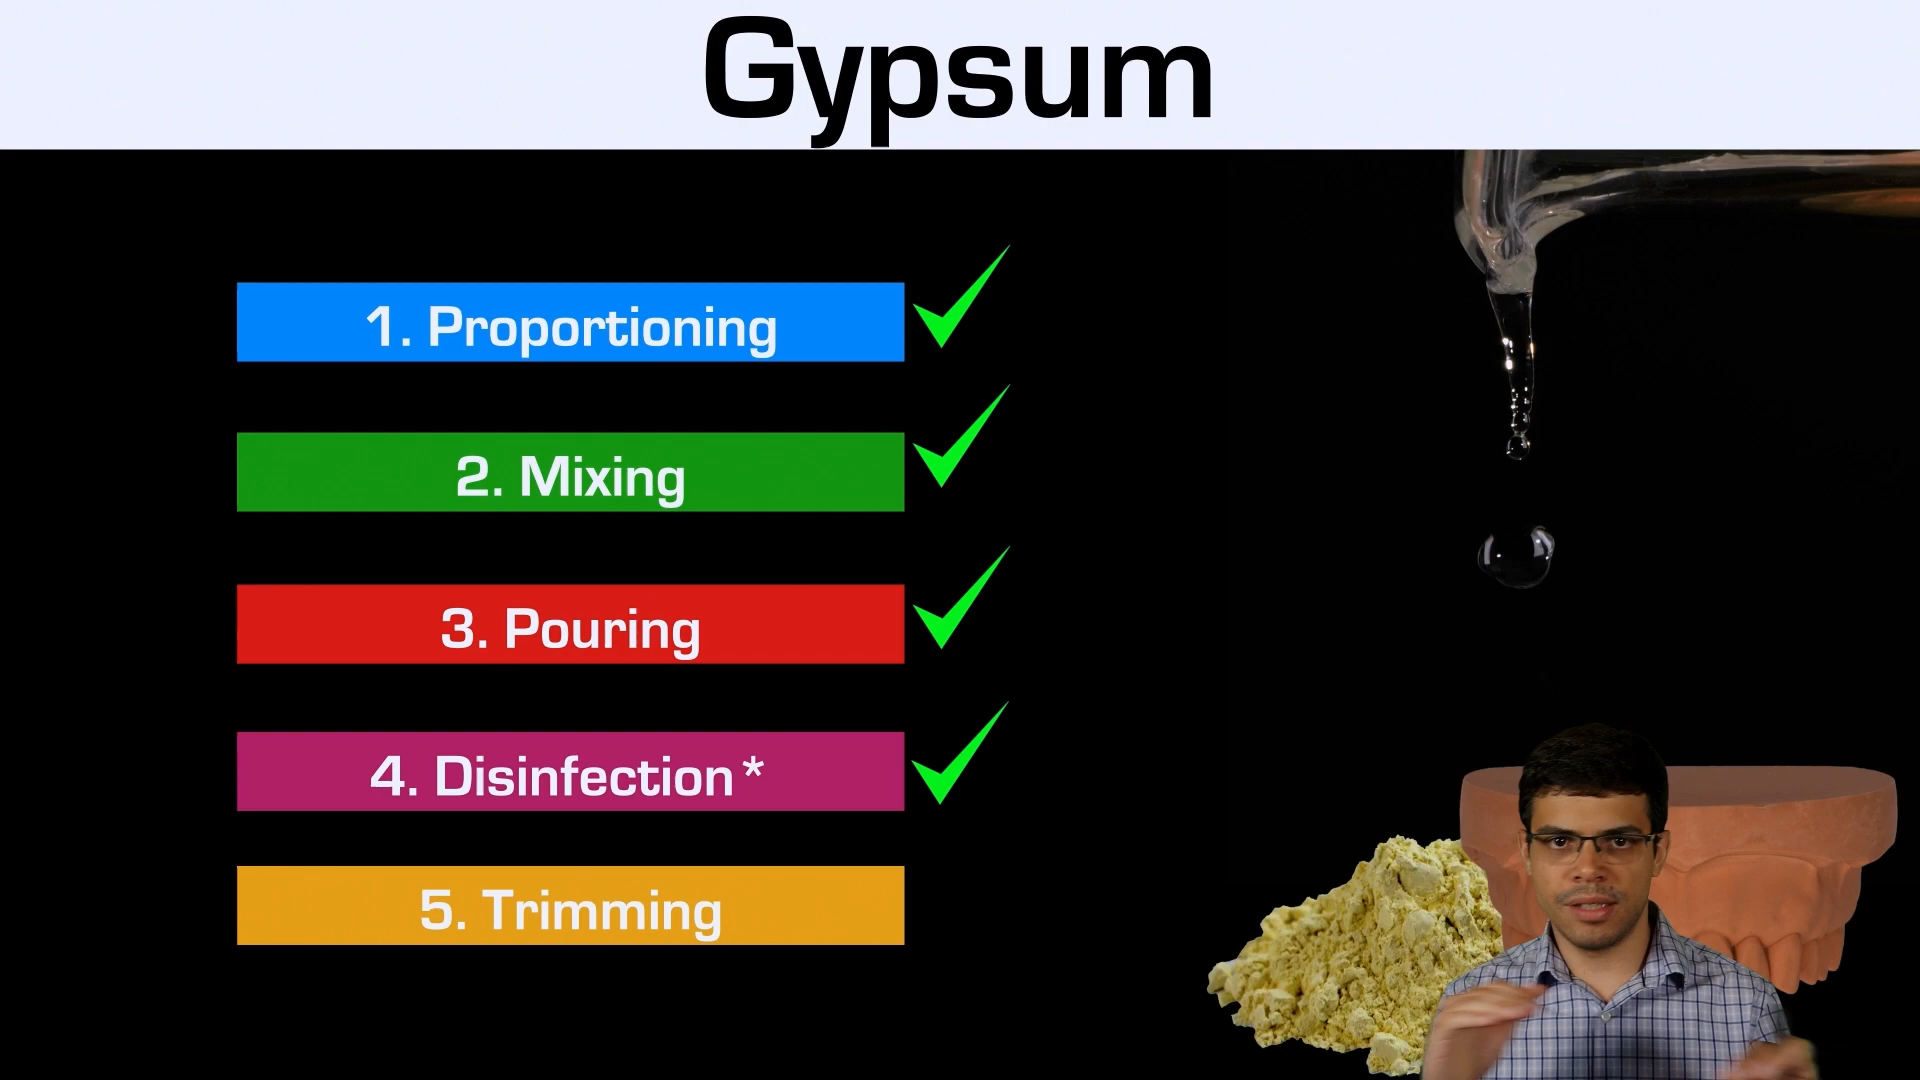 Gypsum
1. Proportioning
2. Mixing
3. Pouring
4. Disinfection*
5. Trimming